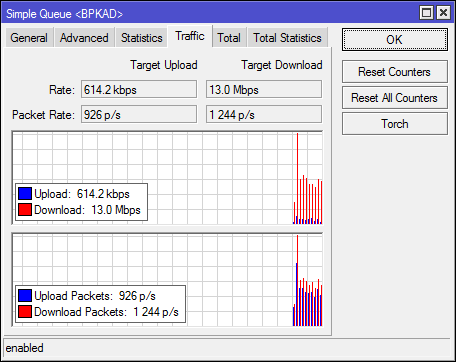 Simple Queue <BPKAD>
General Advanced Statistics Traffic Total Total Statistics
OK
Reset Counters
Reset All Counters
Torch
Target Upload Target Download
Rate: 614.2 kbps 13.0 Mbps
Packet Rate: 926 p/s 1 244 p/s
Upload: 614.2 kbps
Download: 13.0 Mbps
Upload Packets: 926 p/s
Download Packets: 1 244 p/s
enabled